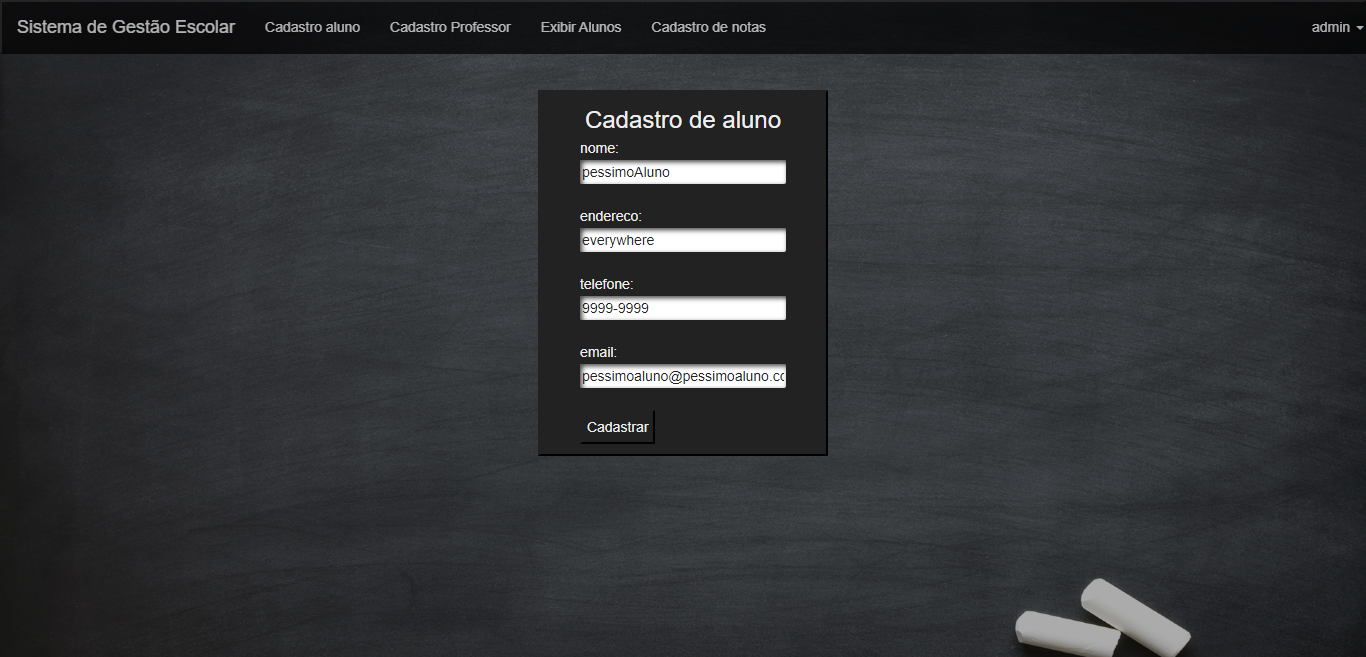 Sistema de Gestão Escolar Cadastro aluno Cadastro Professor Exibir Alunos Cadastro de notas admin
Cadastro de aluno
nome:
pessimoAluno
endereco:
everywhere
telefone:
9999-9999
email:
pessimoaluno@pessimoaluno.co
Cadastrar